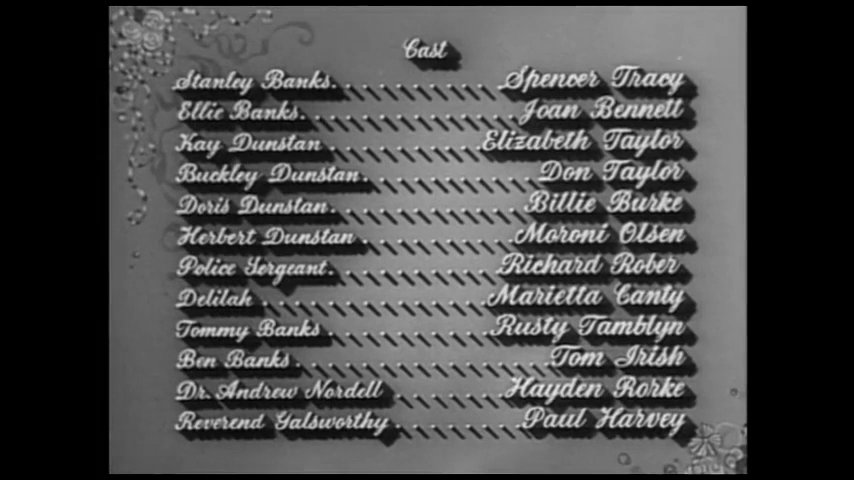 Cast
Stanley Banks. Spencer Tracy
Ellie Banks. Joan Bennett
Kay Dunstan Elizabeth Taylor
Buckley Dunstan. Don Taylor
Doris Dunstan. Billie Burke
Herbert Dunstan Moroni Olsen
Police Sergeant. Richard Rober
Delilah Marietta Canty
Tommy Banks Rusty Tamblyn
Ben Banks Tom Irish
Dr. Andrew Nordell Hayden Rorke
Reverend Galsworthy Paul Harvey